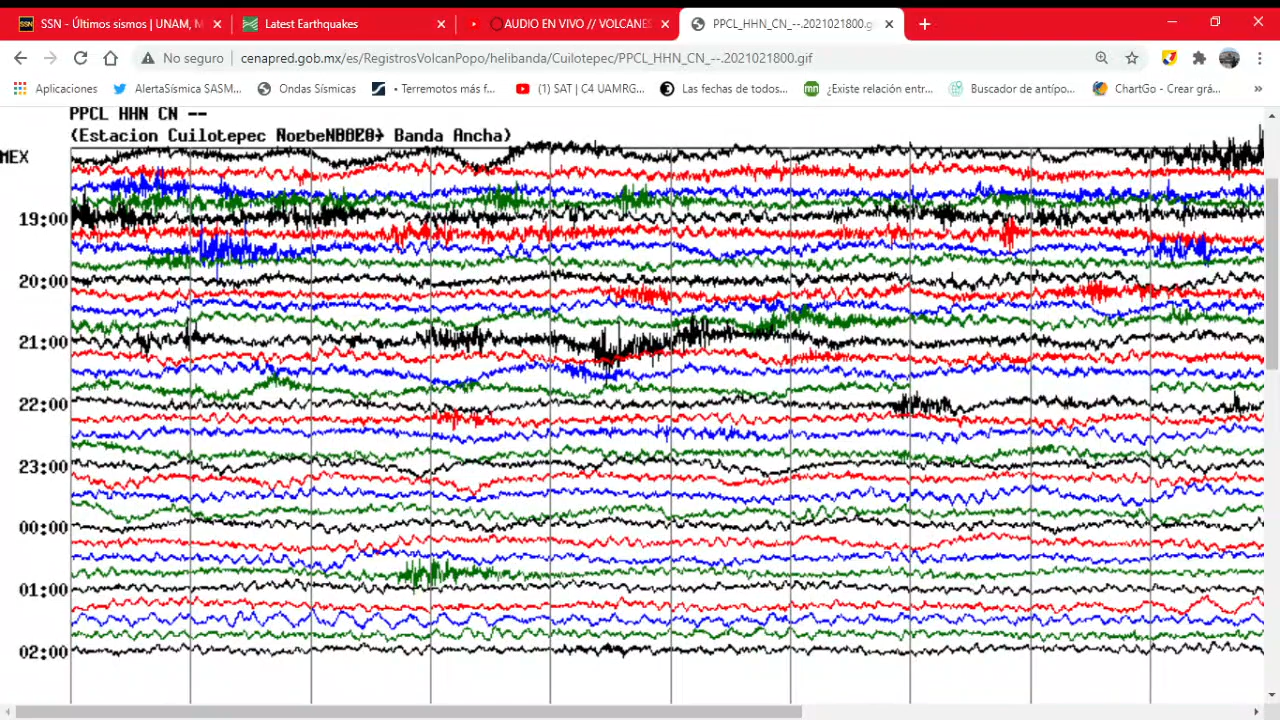 SSN - Últimos sismos | UNAM, M
Latest Earthquakes
AUDIO EN VIVO // VOLCANES
PPCL_HHN_CN_--.2021021800.g
No seguro
cenapred.gob.mx/es/RegistrosVolcanPopo/helibanda/Cuilotepec/PPCL_HHN_CN_--.2021021800.gif
Aplicaciones
AlertaSísmica SASM...
Ondas Sísmicas
Terremotos más f...
(1) SAT | C4 UAMRG...
Las fechas de todos...
¿Existe relación entr...
Buscador de antípo...
ChartGo - Crear grá...
»
PPCL HHN CN --
(Estacion Cuilotepec Banda Ancha)
MEX
19:00
20:00
21:00
22:00
23:00
00:00
01:00
02:00